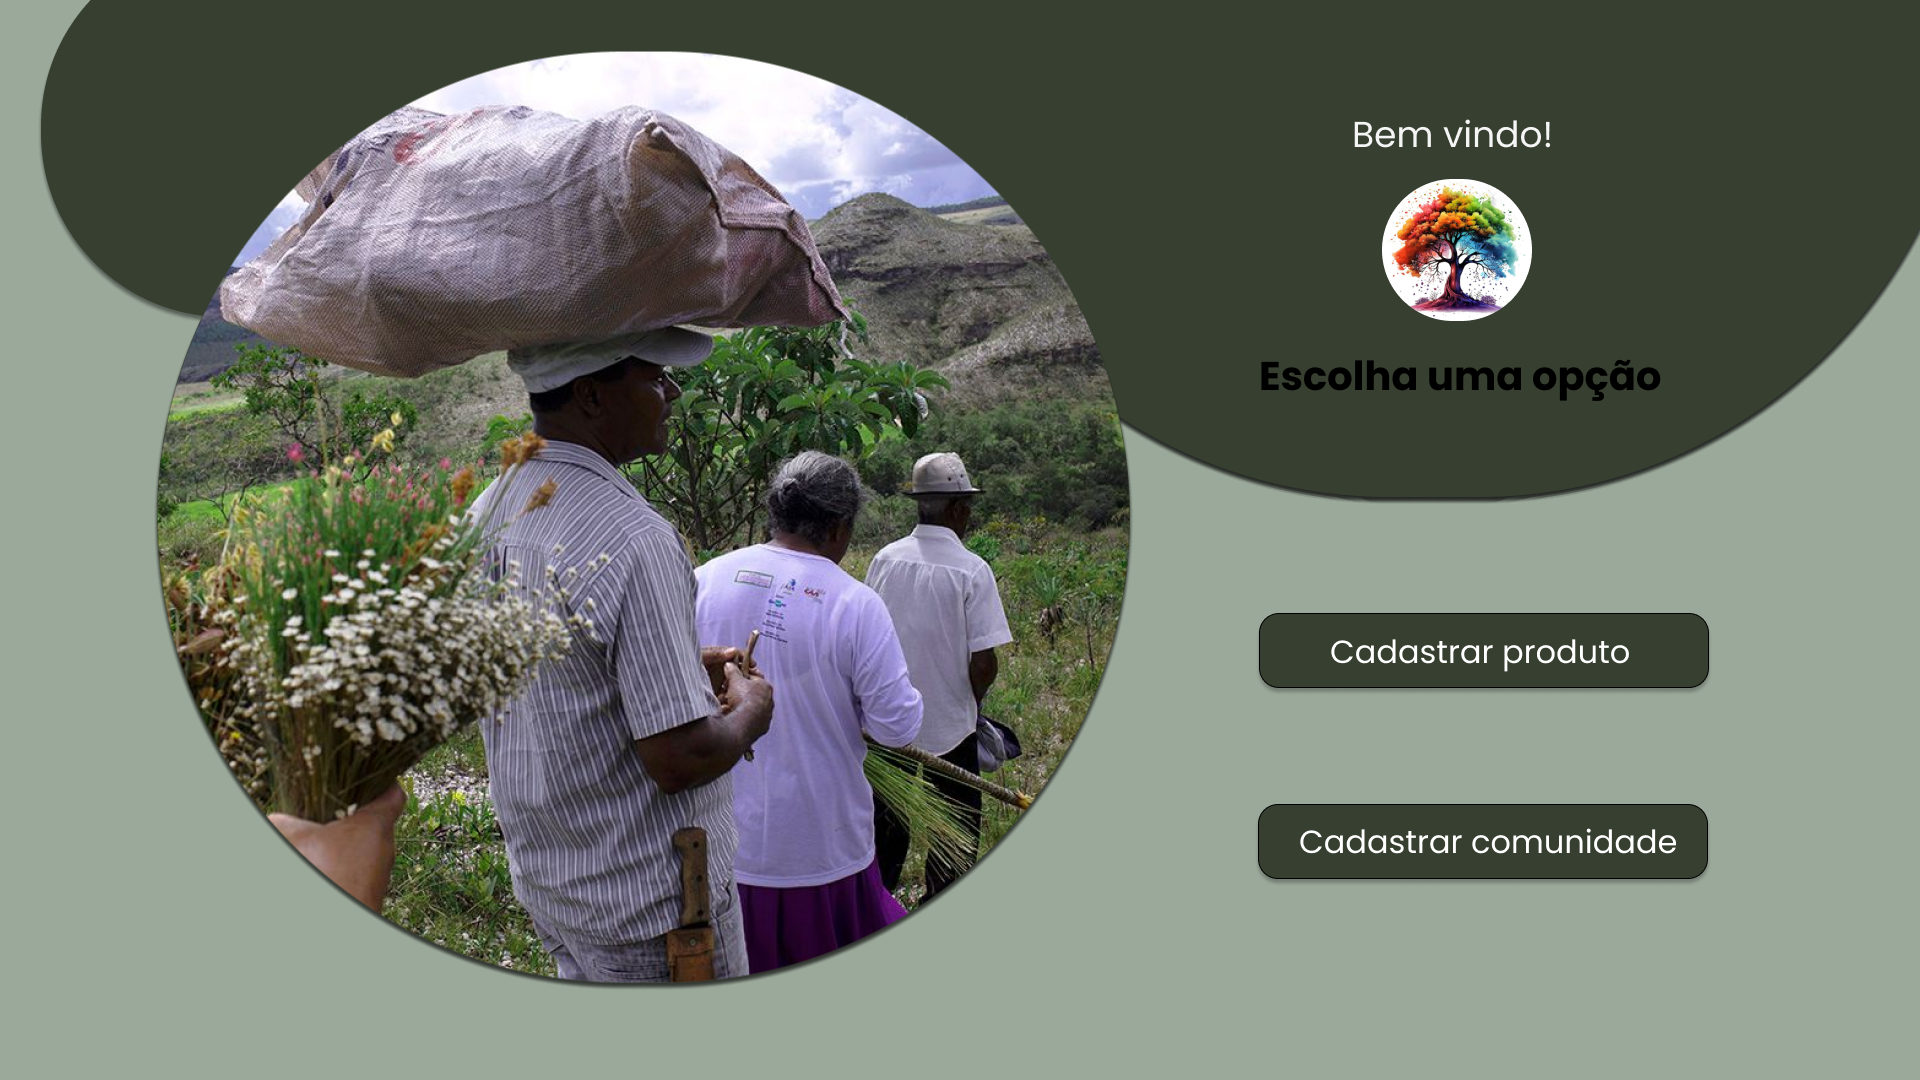 Bem vindo!
Escolha uma opção
Cadastrar produto
Cadastrar comunidade